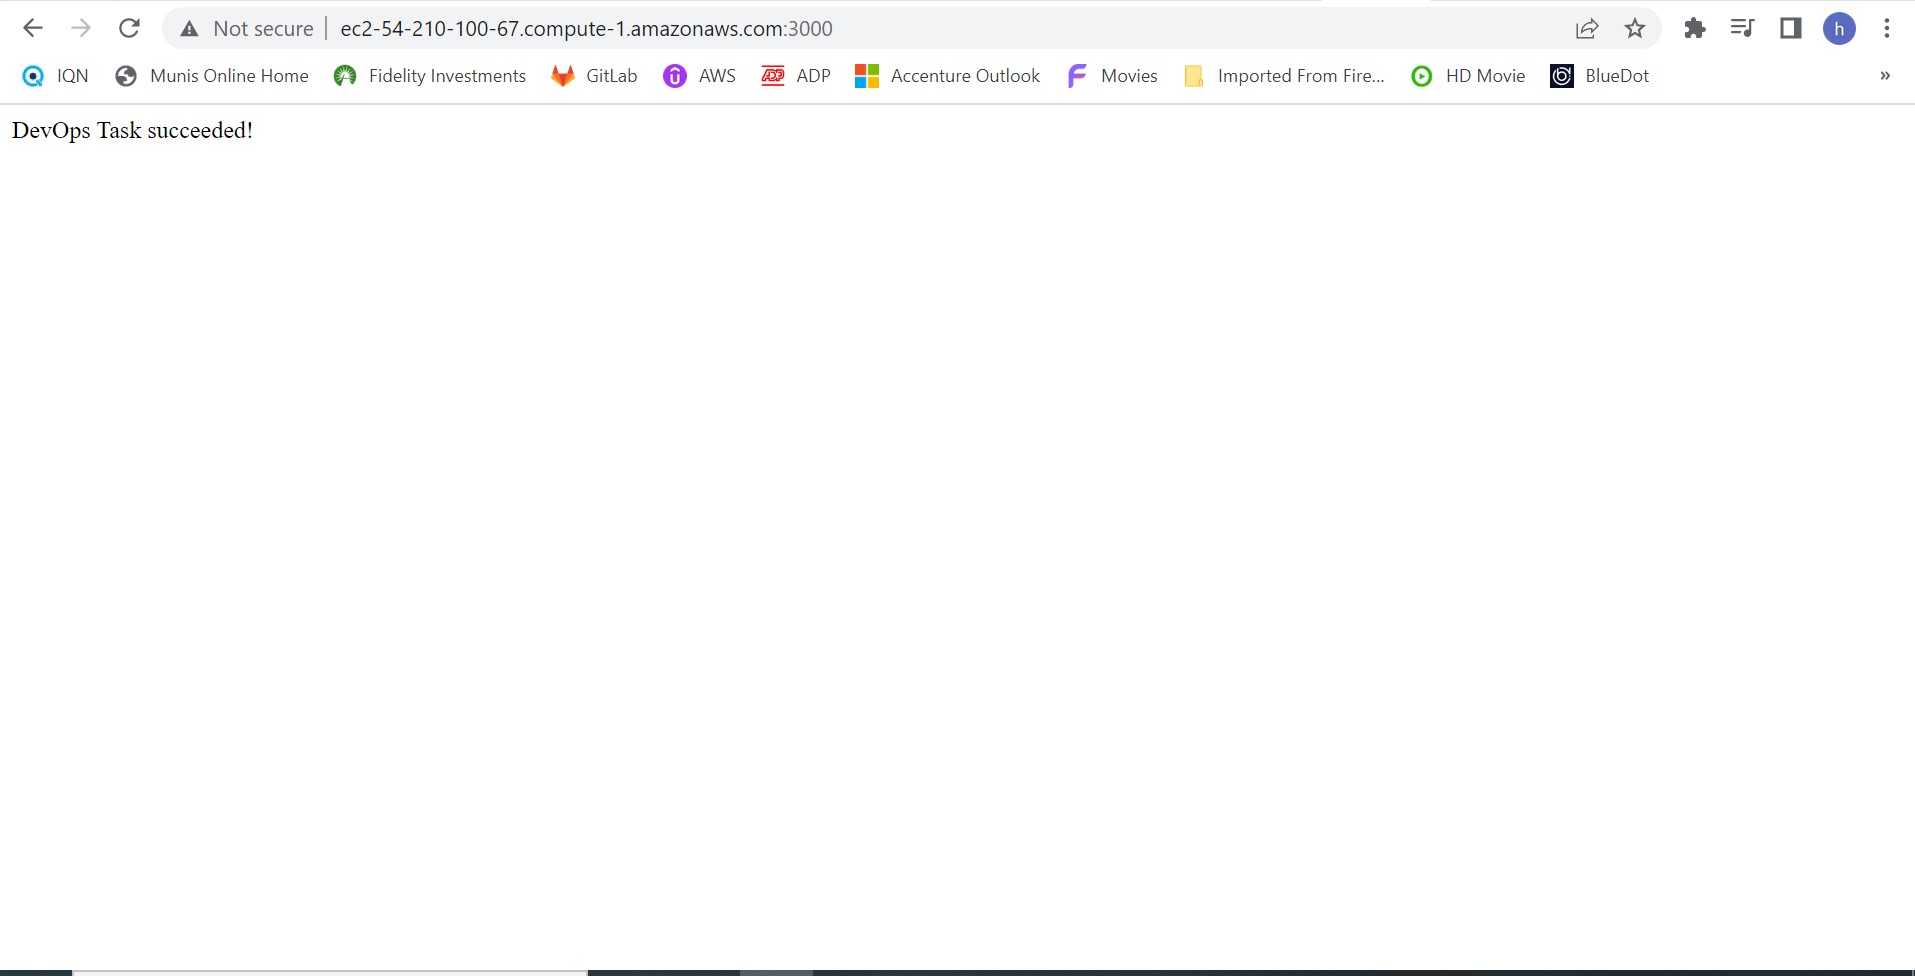 Not secure | ec2-54-210-100-67.compute-1.amazonaws.com:3000 h
IQN Munis Online Home Fidelity Investments GitLab AWS ADP ADP Accenture Outlook Movies Imported From Fire... HD Movie BlueDot »
DevOps Task succeeded!